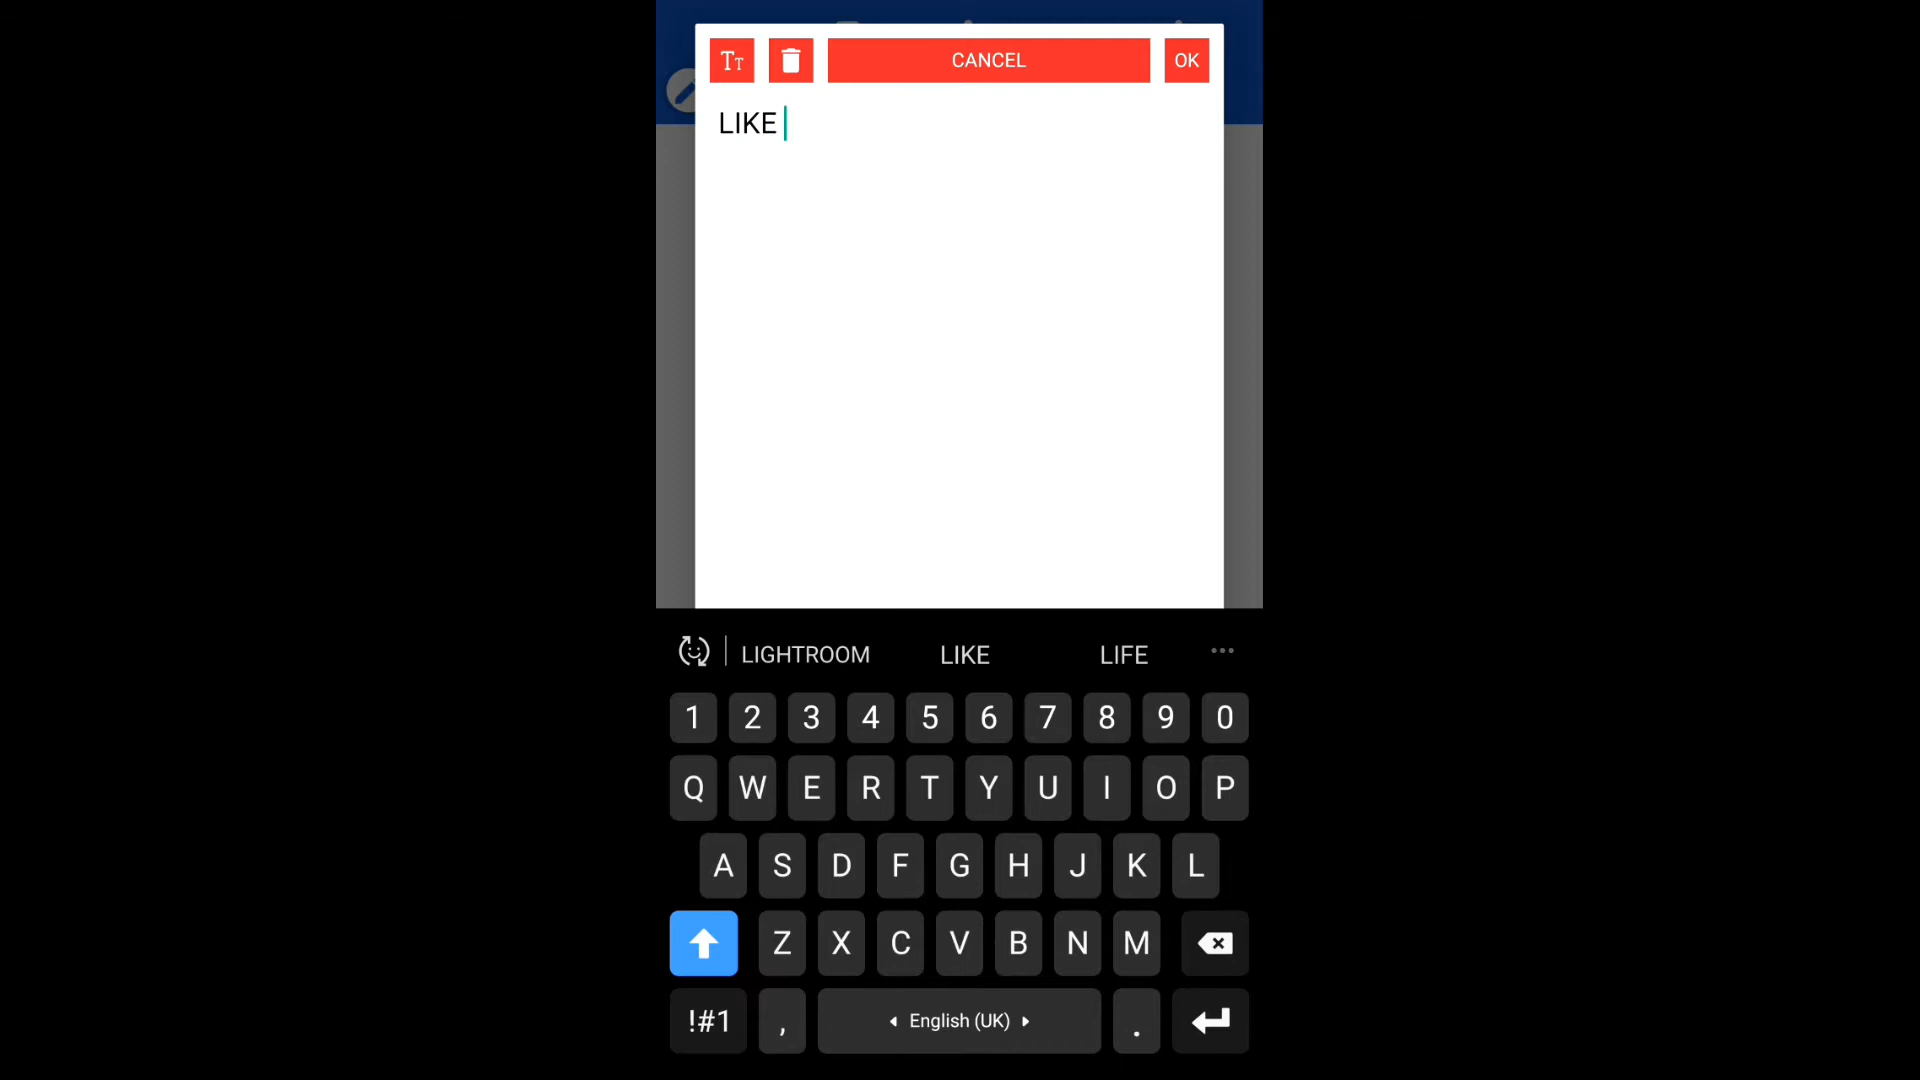 Tт CANCEL OK
LIKE
LIGHTROOM LIKE LIFE ...
1 2 3 4 5 6 7 8 9 0
Q W E R T Y U I O P
A S D F G H J K L
Z X C V B N M
!#1 , English (UK) .